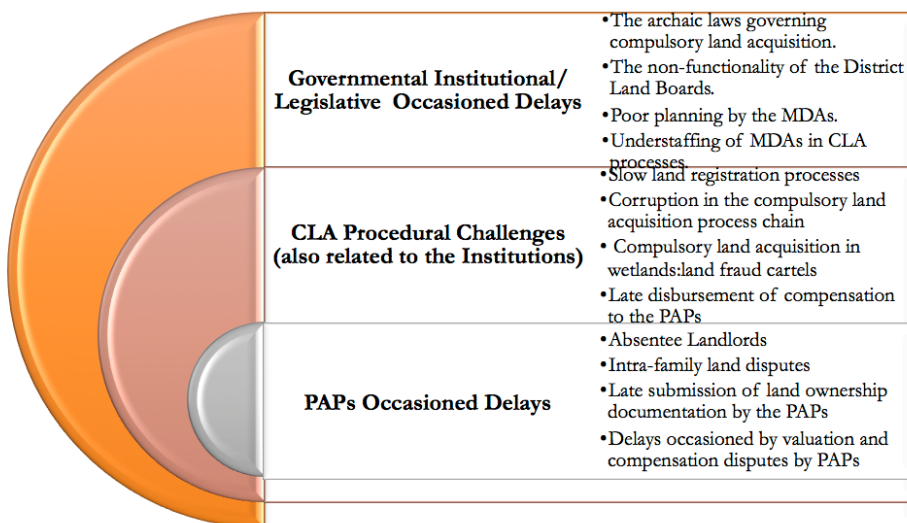 Governmental Institutional/
Legislative Occasioned Delays
•The archaic laws governing
compulsory land acquisition.
•The non-functionality of the District
Land Boards.
•Poor planning by the MDAs.
•Understaffing of MDAs in CLA
processes.
CLA Procedural Challenges
(also related to the Institutions)
•Slow land registration processes
•Corruption in the compulsory land
acquisition process chain
• Compulsory land acquisition in
wetlands:land fraud cartels
•Late disbursement of compensation
to the PAPs
PAPs Occasioned Delays
•Absentee Landlords
•Intra-family land disputes
•Late submission of land ownership
documentation by the PAPs
•Delays occasioned by valuation and
compensation disputes by PAPs